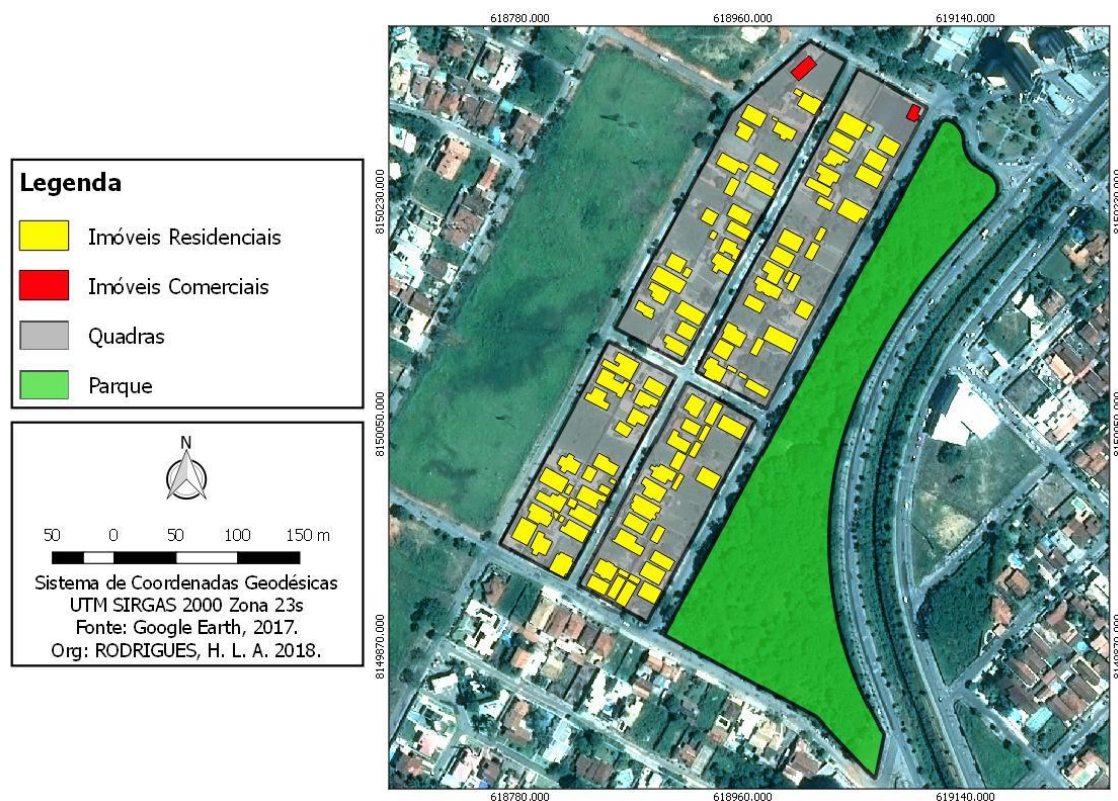 618780.000 618960.000 619140.000
Legenda
Imóveis Residenciais
Imóveis Comerciais
Quadras
Parque
N
50 0 50 100 150 m
Sistema de Coordenadas Geodésicas
UTM SIRGAS 2000 Zona 23s
Fonte: Google Earth, 2017.
Org: RODRIGUES, H. L. A. 2018.
8150230.000
8150050.000
8149870.000
8150230.000
8150050.000
8149870.000
618780.000 618960.000 619140.000